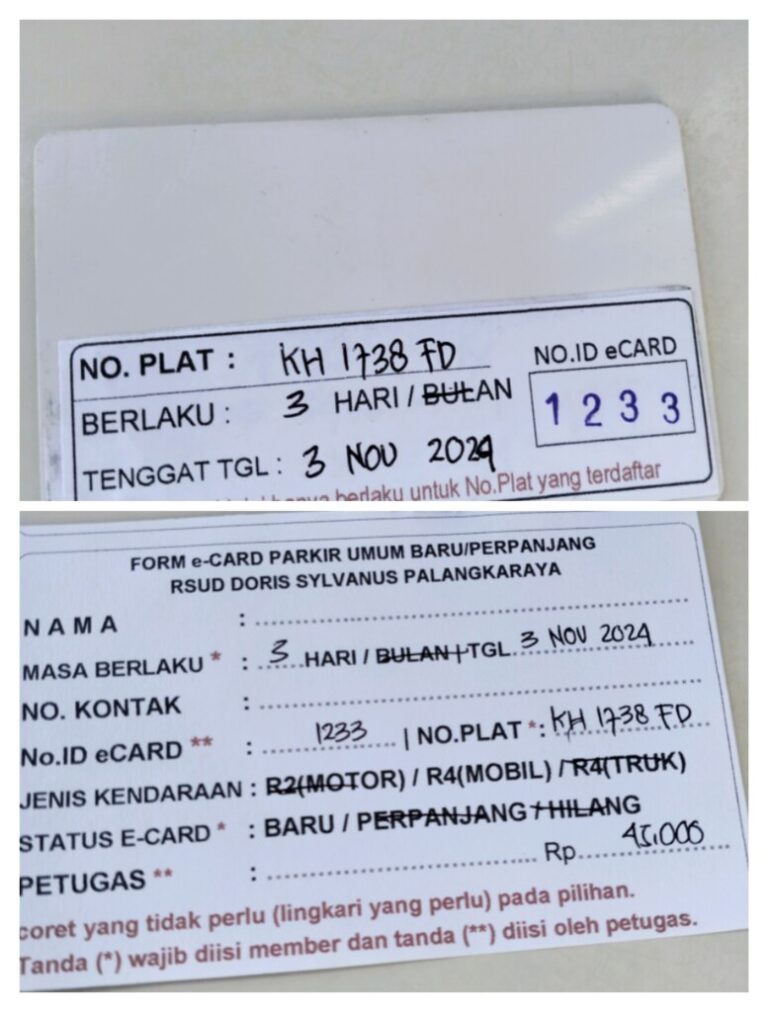 NO. PLAT : KH 1738 FD
NO.ID eCARD
BERLAKU : 3 HARI / BULAN
1 2 3 3
TENGGAT TGL : 3 NOV 2024
berlaku untuk No.Plat yang terdaftar
FORM e-CARD PARKIR UMUM BARU/PERPANJANG
RSUD DORIS SYLVANUS PALANGKARAYA
NAMA :
MASA BERLAKU * : 3 HARI / BULAN | TGL. 3 NOV 2024
NO. KONTAK :
No.ID eCARD ** : 1233 | NO.PLAT * : KH 1738 FD
JENIS KENDARAAN : R2(MOTOR) / R4(MOBIL) / R4(TRUK)
STATUS E-CARD * : BARU / PERPANJANG / HILANG
PETUGAS ** : Rp. 45.000
coret yang tidak perlu (lingkari yang perlu) pada pilihan.
Tanda (*) wajib diisi member dan tanda (**) diisi oleh petugas.